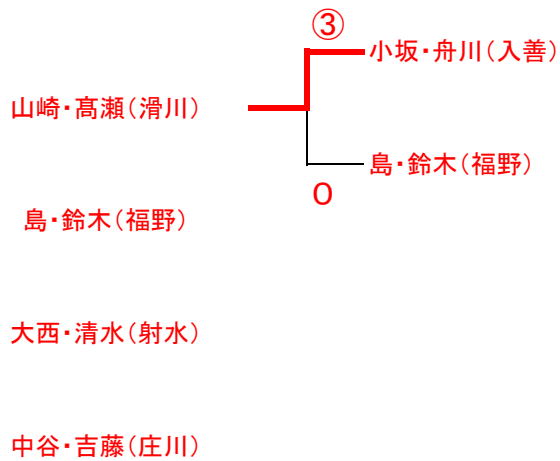 ③
小坂・舟川(入善)
山崎・髙瀬(滑川)
島・鈴木(福野)
0
島・鈴木(福野)
大西・清水(射水)
中谷・吉藤(庄川)